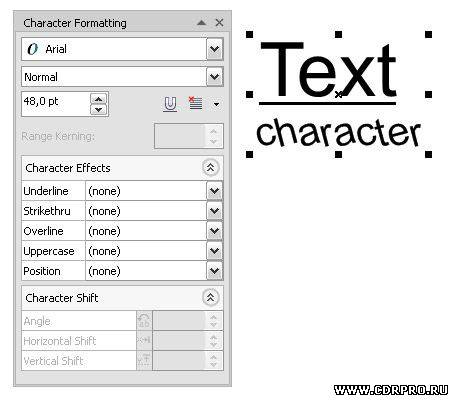 Character Formatting
Arial
Normal
48,0 pt
U
Range Kerning:
Character Effects
Underline (none)
Strikethru (none)
Overline (none)
Uppercase (none)
Position (none)
Character Shift
Angle ab
Horizontal Shift
Vertical Shift
Text
character
WWW.CDRPRO.RU